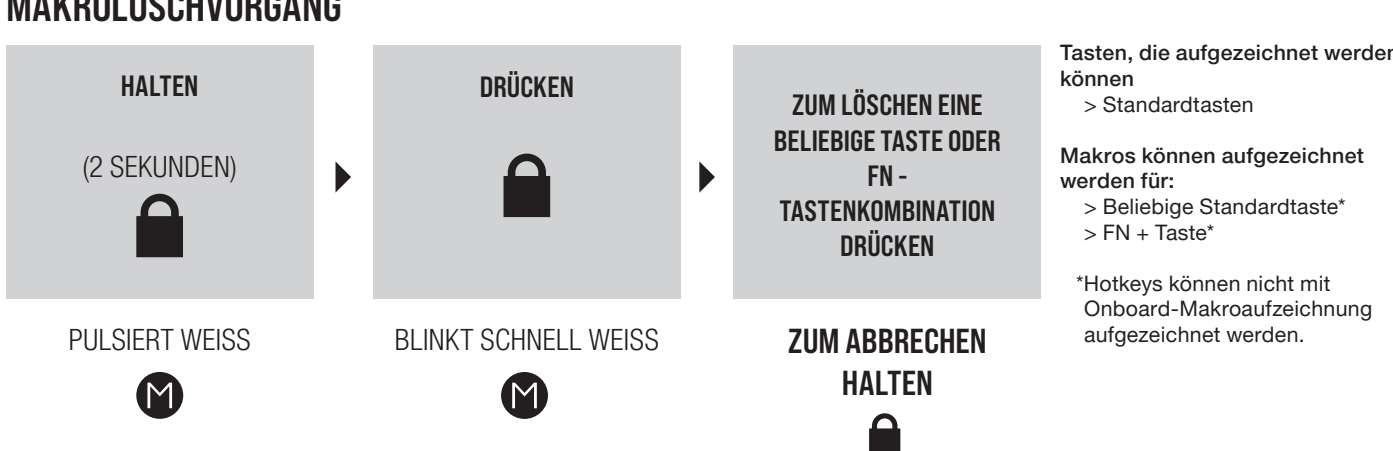 MAKROLÖSCHVORGANG
HALTEN
(2 SEKUNDEN)
PULSIERT WEISS
M
DRÜCKEN
BLINKT SCHNELL WEISS
M
ZUM LÖSCHEN EINE
BELIEBIGE TASTE ODER
FN -
TASTENKOMBINATION
DRÜCKEN
ZUM ABBRECHEN
HALTEN
Tasten, die aufgezeichnet werden
können
> Standardtasten
Makros können aufgezeichnet
werden für:
> Beliebige Standardtaste*
> FN + Taste*
*Hotkeys können nicht mit
Onboard-Makroaufzeichnung
aufgezeichnet werden.